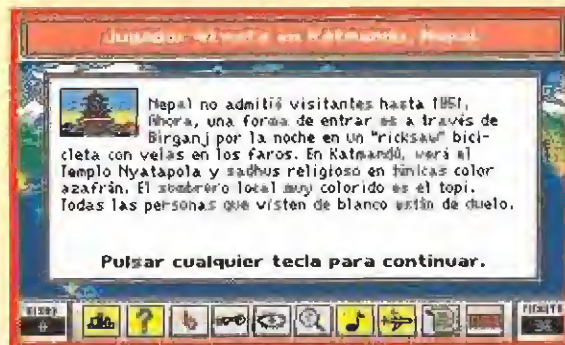 Jugador visita en Katmandú, Nepal
Nepal no admitió visitantes hasta 1951.
Ahora, una forma de entrar es a través de
Birganj por la noche en un "ricksaw" bici-
cleta con velas en los faros. En Katmandú, verá el
Templo Nyatapola y sadhus religioso en túnicas color
azafrán. El sombrero local muy colorido es el topi.
Todas las personas que visten de blanco están de duelo.
Pulsar cualquier tecla para continuar.